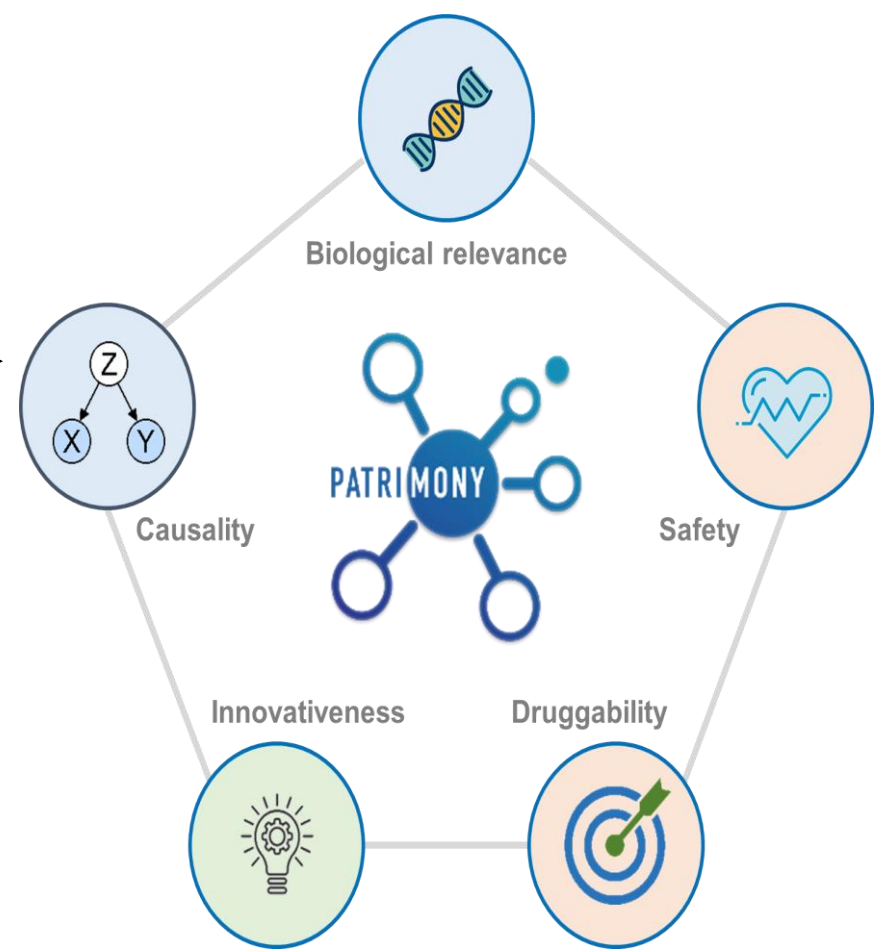 Biological relevance
Z
X
Y
PATRIMONY
Causality
Safety
Innovativeness
Druggability